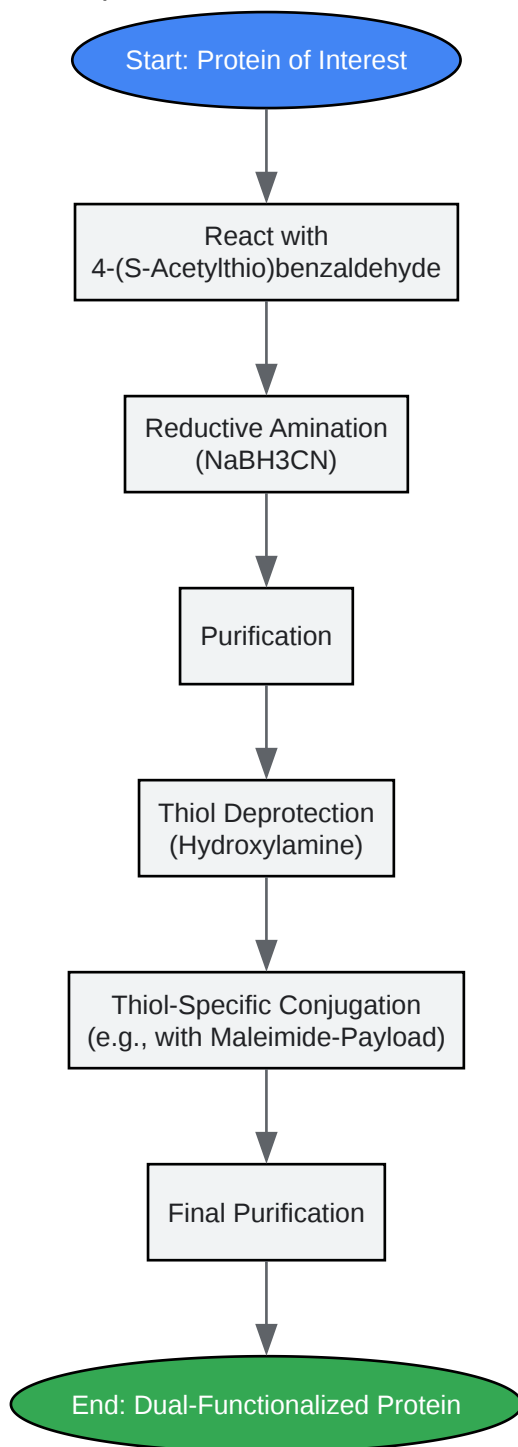 Start: Protein of Interest
React with
4-(S-Acetylthio)benzaldehyde
Reductive Amination
(NaBH3CN)
Purification
Thiol Deprotection
(Hydroxylamine)
Thiol-Specific Conjugation
(e.g., with Maleimide-Payload)
Final Purification
End: Dual-Functionalized Protein